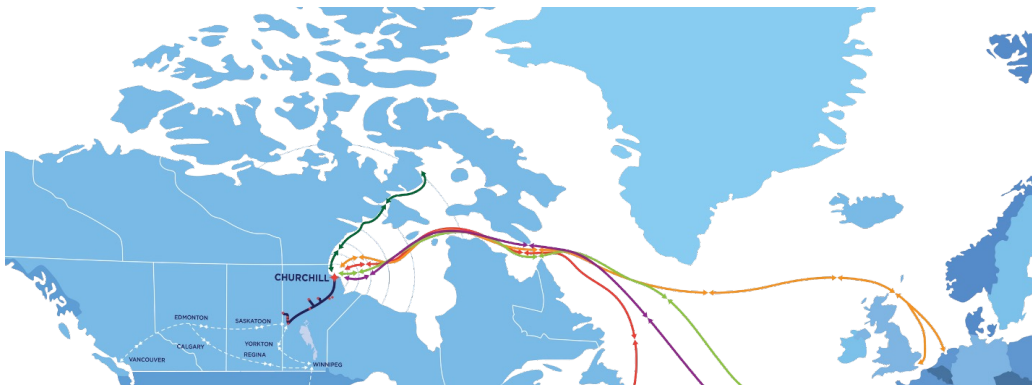 CHURCHILL
EDMONTON
SASKATOON
CALGARY
YORKTON
REGINA
VANCOUVER
WINNIPEG